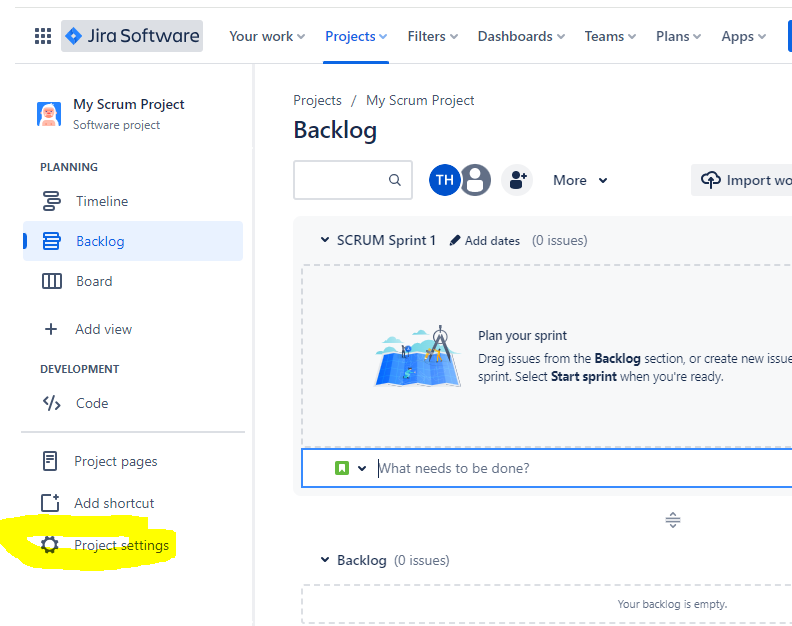 Jira Software Your work Projects Filters Dashboards Teams Plans Apps
My Scrum Project
Software project
PLANNING
Timeline
Backlog
Board
Add view
DEVELOPMENT
Code
Project pages
Add shortcut
Project settings
Projects / My Scrum Project
Backlog
TH More Import
SCRUM Sprint 1 Add dates (0 issues)
Plan your sprint
Drag issues from the Backlog section, or create new issue
sprint. Select Start sprint when you're ready.
What needs to be done?
Backlog (0 issues)
Your backlog is empty.